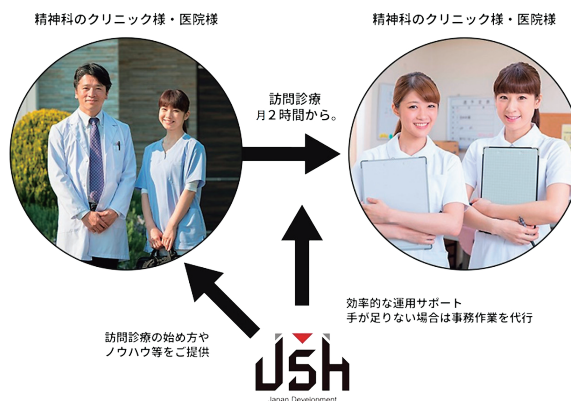 精神科のクリニック様・医院様
精神科のクリニック様・医院様
訪問診療
月２時間から。
効率的な運用サポート
手が足りない場合は事務作業を代行
訪問診療の始め方や
ノウハウ等をご提供
JSH
Japan Development